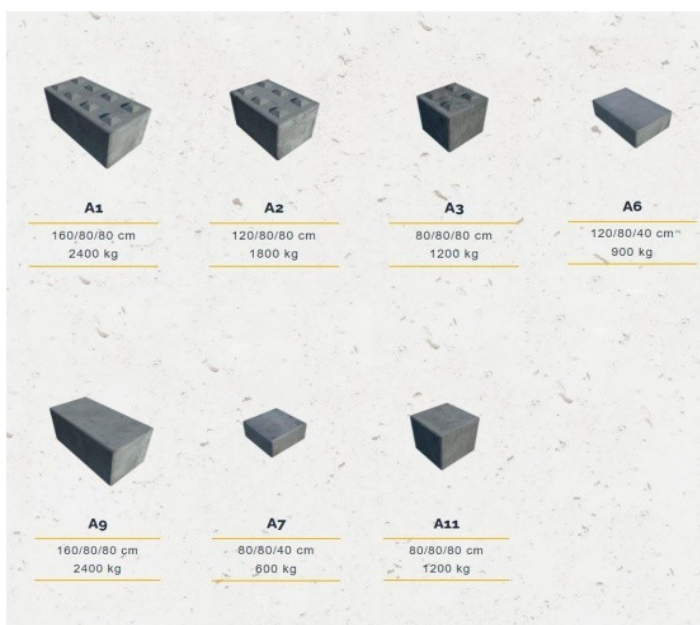 A1
160/80/80 cm
2400 kg
A2
120/80/80 cm
1800 kg
A3
80/80/80 cm
1200 kg
A6
120/80/40 cm
900 kg
A9
160/80/80 cm
2400 kg
A7
80/80/40 cm
600 kg
A11
80/80/80 cm
1200 kg